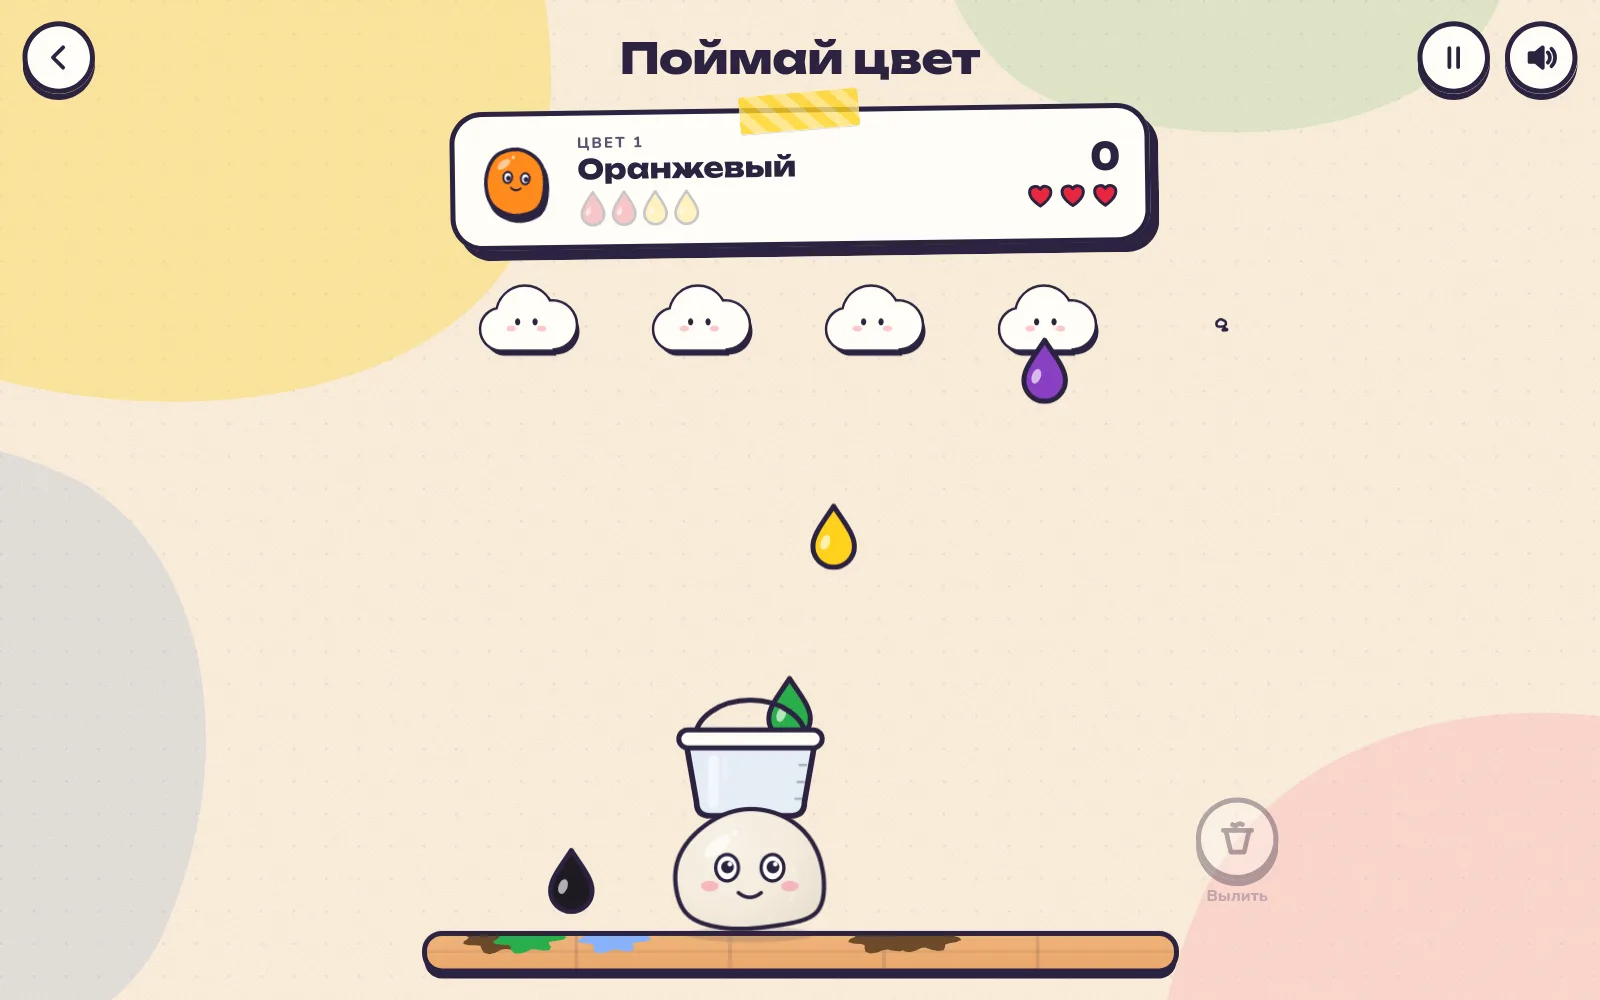 Поймай цвет
ЦВЕТ 1
Оранжевый
0
Вылить